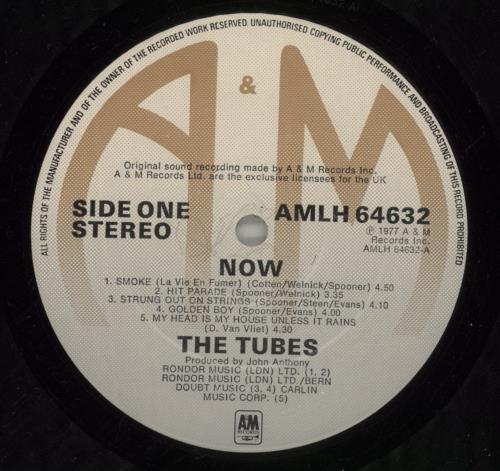 ALL RIGHTS OF THE MANUFACTURER AND OF THE OWNER OF THE RECORDED WORK RESERVED. UNAUTHORISED COPYING PUBLIC PERFORMANCE AND BROADCASTING OF THIS RECORD PROHIBITED
A & M
Original sound recording made by A & M Records Inc.
A & M Records Ltd. are the exclusive licensees for the UK
SIDE ONE
STEREO
AMLH 64632
℗ 1977 A & M
Records Inc.
AMLH 64632-A
NOW
1. SMOKE (La Vie En Fumer) (Cotten/Welnick/Spooner) 4.50
2. HIT PARADE (Spooner/Welnick) 3.35
3. STRUNG OUT ON STRINGS (Spooner/Steen/Evans) 4.10
4. GOLDEN BOY (Spooner/Evans) 4.00
5. MY HEAD IS MY HOUSE UNLESS IT RAINS
(D. Van Vliet) 4.30
THE TUBES
Produced by John Anthony
RONDOR MUSIC (LDN) LTD. (1, 2)
RONDOR MUSIC (LDN) LTD./BERN
DOUBT MUSIC (3, 4) CARLIN
MUSIC CORP. (5)
A&M
RECORDS